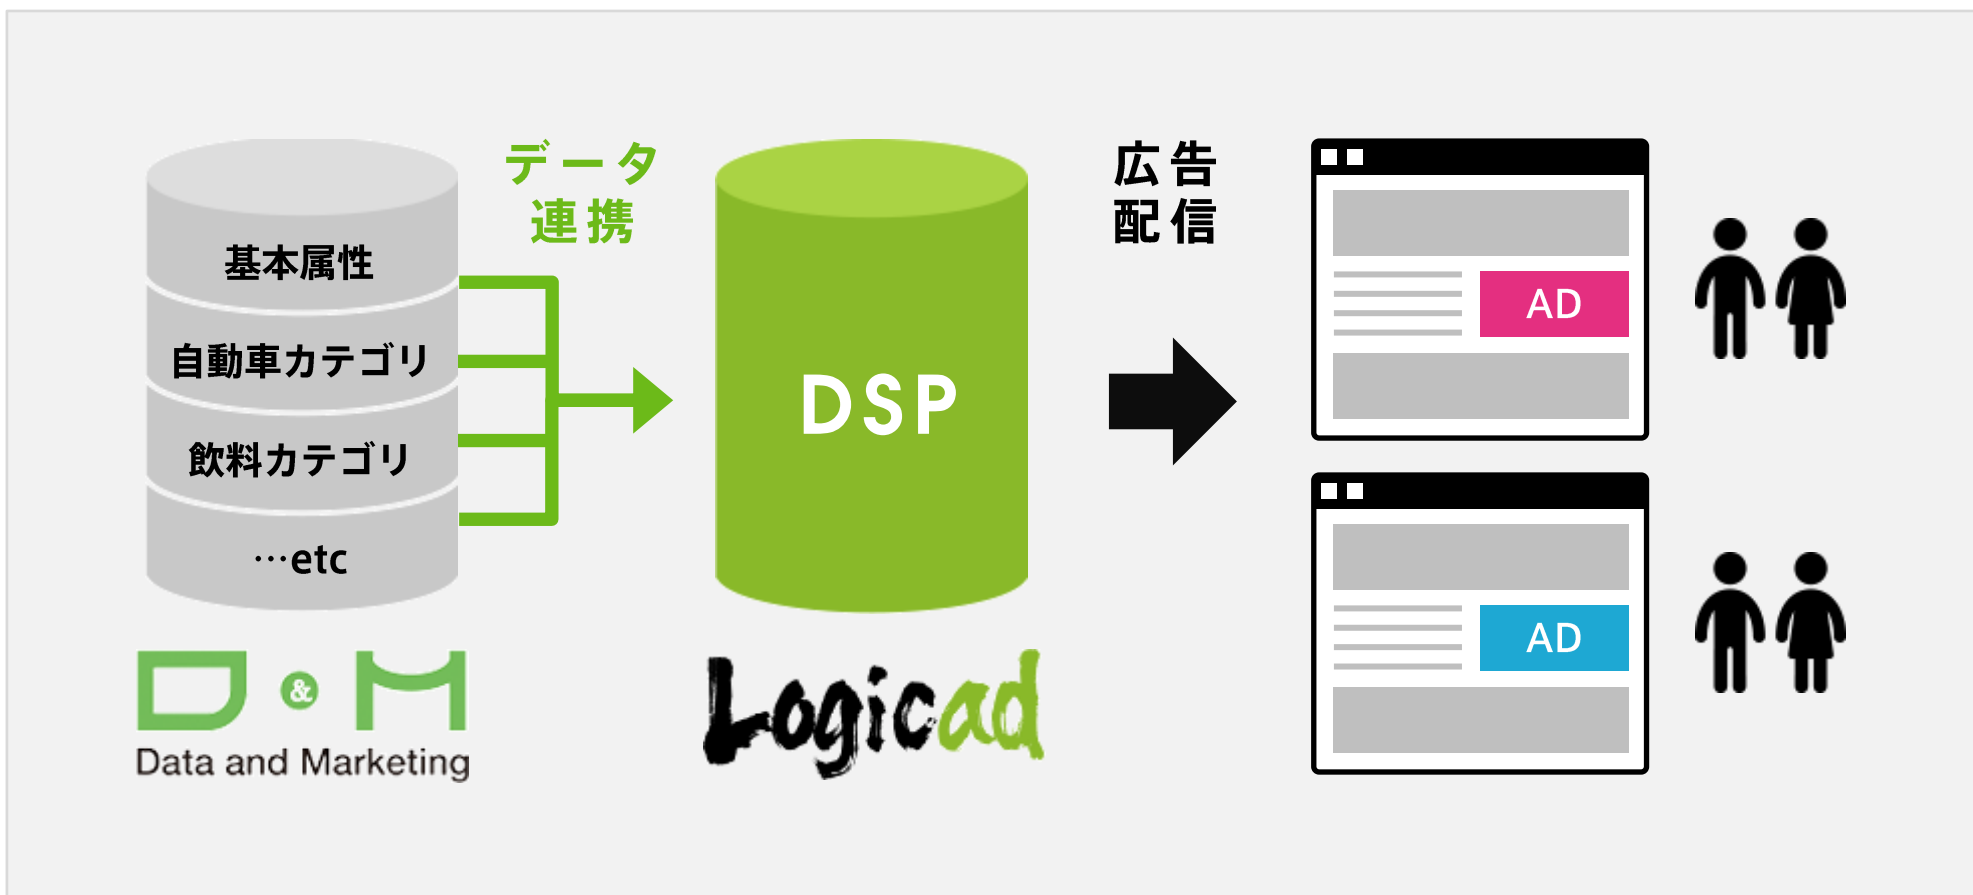 基本属性
自動車カテゴリ
飲料カテゴリ
…etc
D & M
Data and Marketing
データ
連携
DSP
Logicad
広告
配信
AD
AD